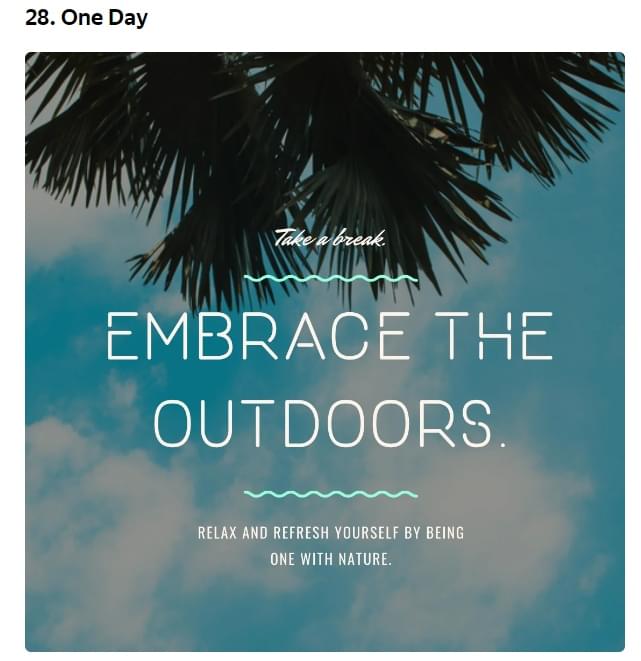 28. One Day
Take a break.
EMBRACE THE
OUTDOORS.
RELAX AND REFRESH YOURSELF BY BEING
ONE WITH NATURE.